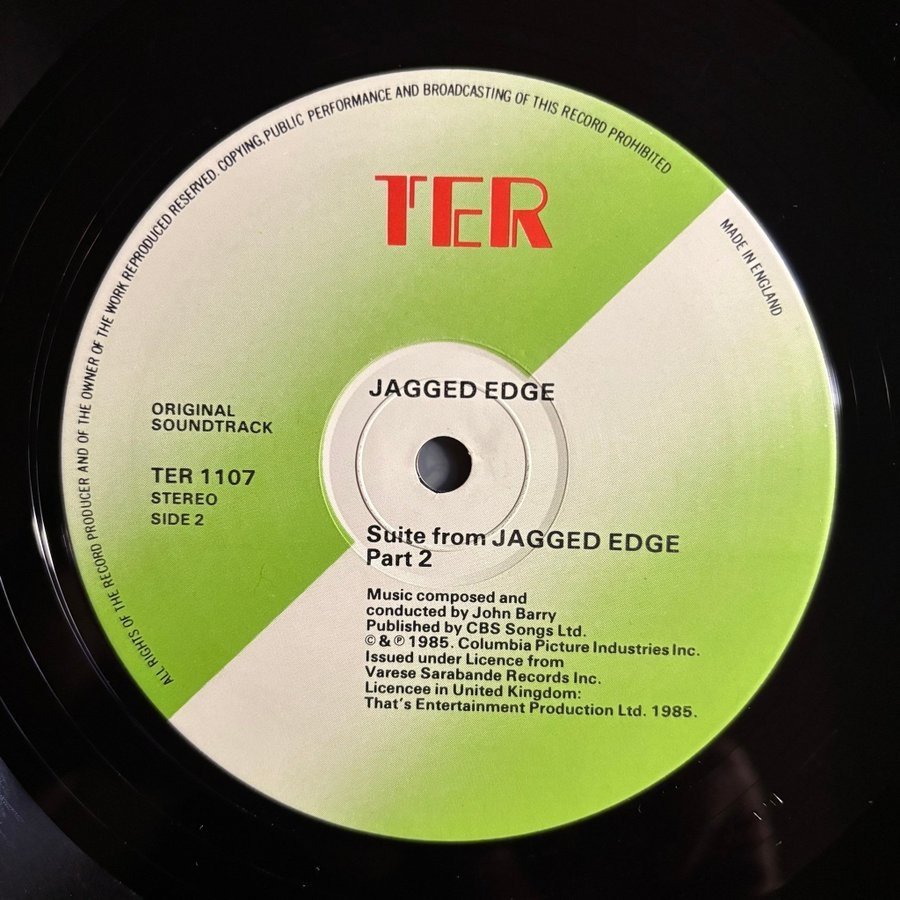 ALL RIGHTS OF THE RECORD PRODUCER AND OF THE OWNER OF THE WORK REPRODUCED RESERVED. COPYING, PUBLIC PERFORMANCE AND BROADCASTING OF THIS RECORD PROHIBITED
MADE IN ENGLAND
TER
JAGGED EDGE
ORIGINAL
SOUNDTRACK
TER 1107
STEREO
SIDE 2
Suite from JAGGED EDGE
Part 2
Music composed and
conducted by John Barry
Published by CBS Songs Ltd.
© & ℗ 1985. Columbia Picture Industries Inc.
Issued under Licence from
Varese Sarabande Records Inc.
Licencee in United Kingdom:
That's Entertainment Production Ltd. 1985.